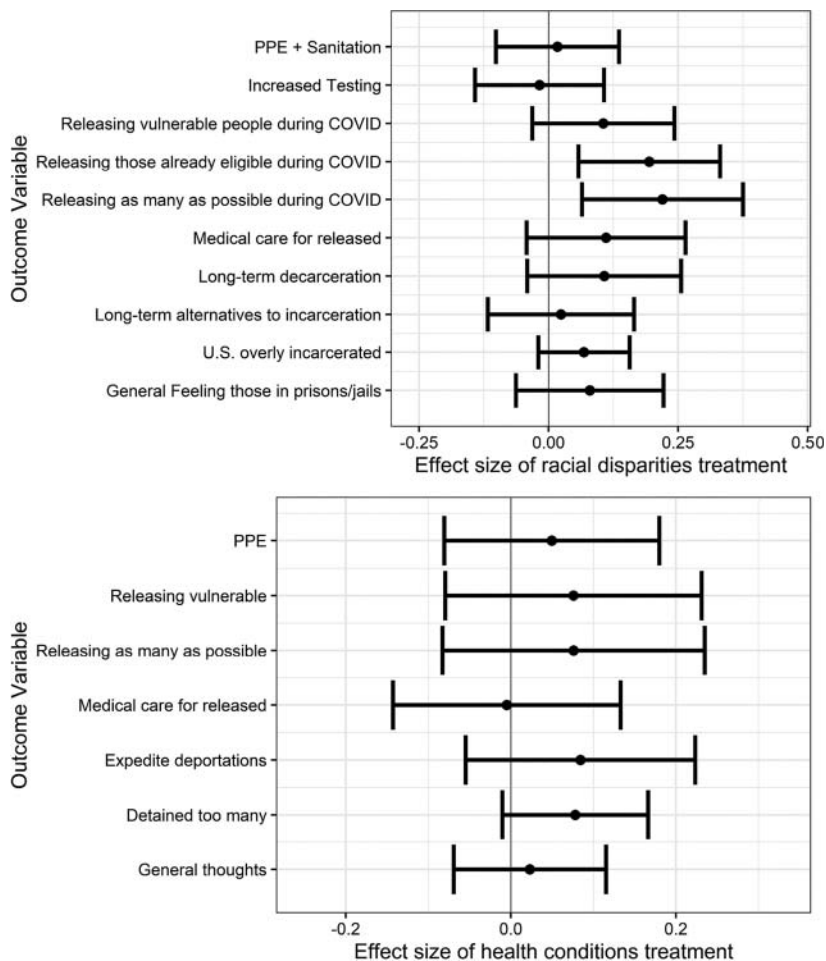 PPE + Sanitation
Increased Testing
Releasing vulnerable people during COVID
Releasing those already eligible during COVID
Releasing as many as possible during COVID
Medical care for released
Long-term decarceration
Long-term alternatives to incarceration
U.S. overly incarcerated
General Feeling those in prisons/jails
Outcome Variable
-0.25 0.00 0.25 0.50
Effect size of racial disparities treatment
PPE
Releasing vulnerable
Releasing as many as possible
Medical care for released
Expedite deportations
Detained too many
General thoughts
Outcome Variable
-0.2 0.0 0.2
Effect size of health conditions treatment